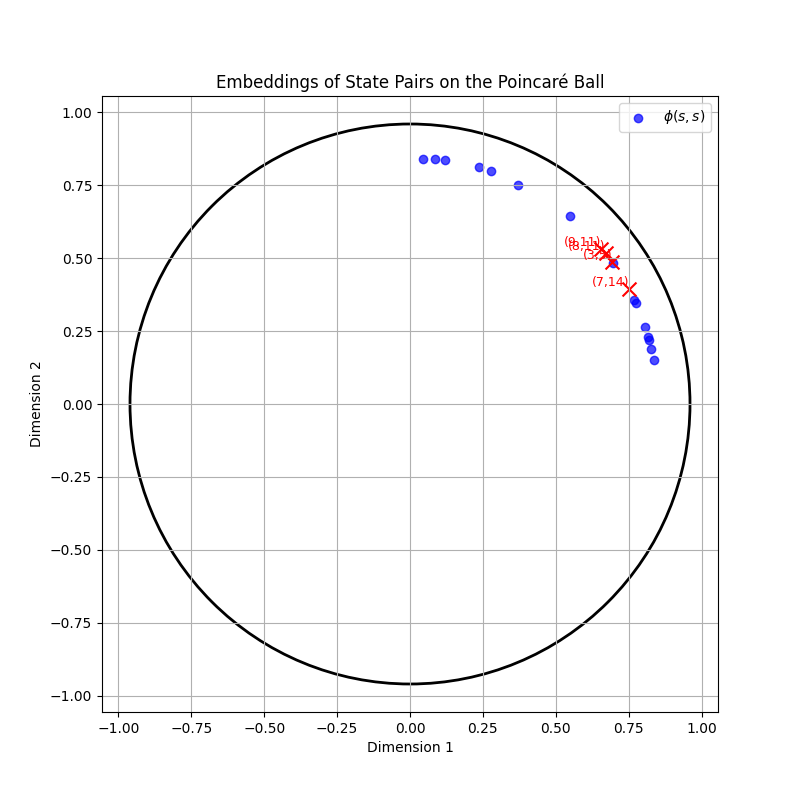 Embeddings of State Pairs on the Poincaré Ball
ϕ(s, s)
1.00
0.75
0.50
0.25
0.00
−0.25
−0.50
−0.75
−1.00
Dimension 2
(9,11)
(8,11)
(7,14)
−1.00 −0.75 −0.50 −0.25 0.00 0.25 0.50 0.75 1.00
Dimension 1